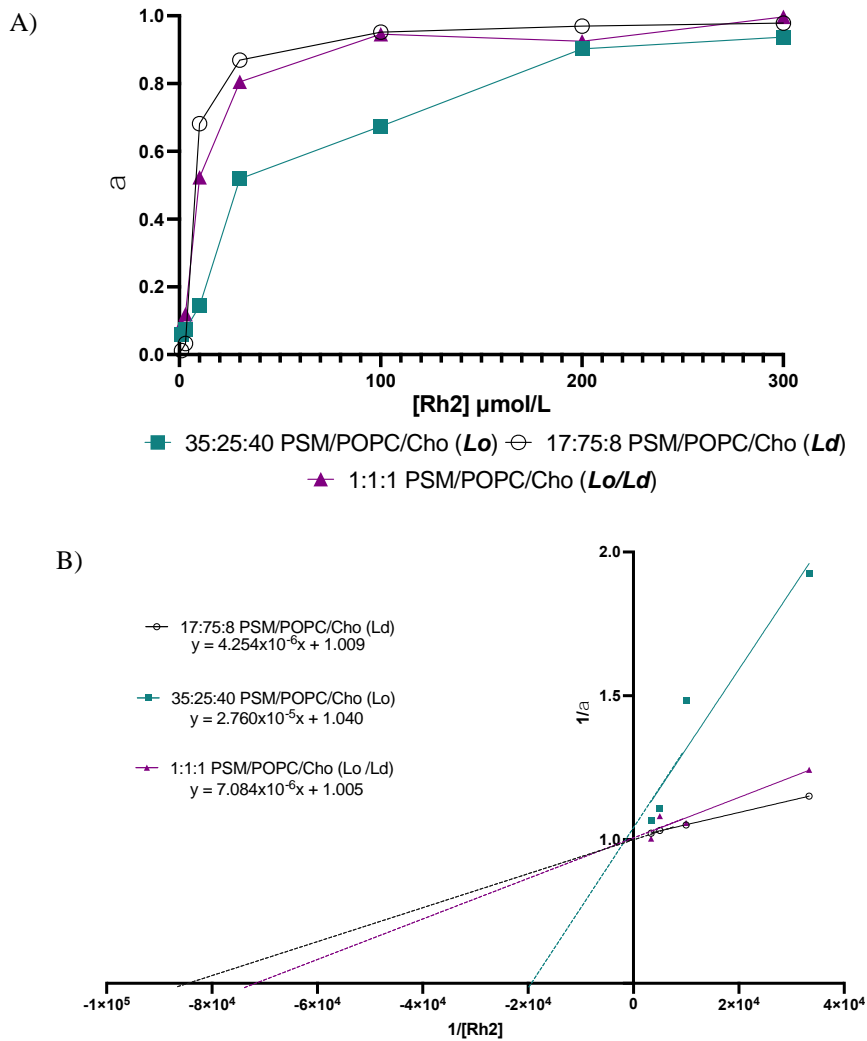 A)
1.0
0.8
0.6
0.4
0.2
0.0
a
0
100
200
300
[Rh2] µmol/L
35:25:40 PSM/POPC/Cho (Lo) 17:75:8 PSM/POPC/Cho (Ld)
1:1:1 PSM/POPC/Cho (Lo/Ld)
B)
17:75:8 PSM/POPC/Cho (Ld)
y = 4.254x10⁻⁶x + 1.009
35:25:40 PSM/POPC/Cho (Lo)
y = 2.760x10⁻⁵x + 1.040
1:1:1 PSM/POPC/Cho (Lo /Ld)
y = 7.084x10⁻⁶x + 1.005
2.0
1.5
1.0
1/a
-1×10⁵
-8×10⁴
-6×10⁴
-4×10⁴
-2×10⁴
0
2×10⁴
4×10⁴
1/[Rh2]